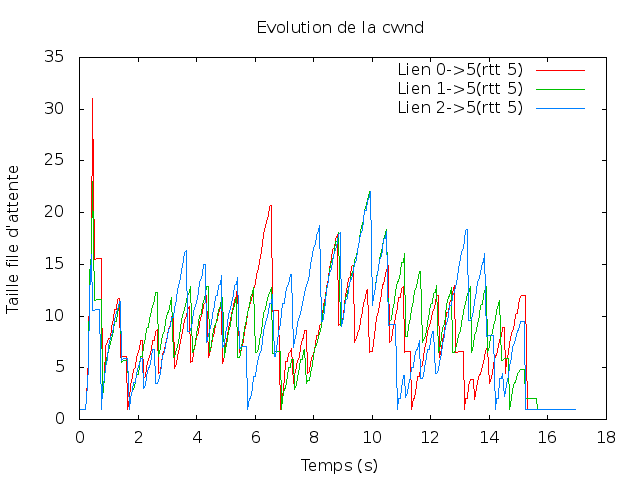 Evolution de la cwnd
Lien 0->5(rtt 5)
Lien 1->5(rtt 5)
Lien 2->5(rtt 5)
Taille file d'attente
35
30
25
20
15
10
5
0
0 2 4 6 8 10 12 14 16 18
Temps (s)